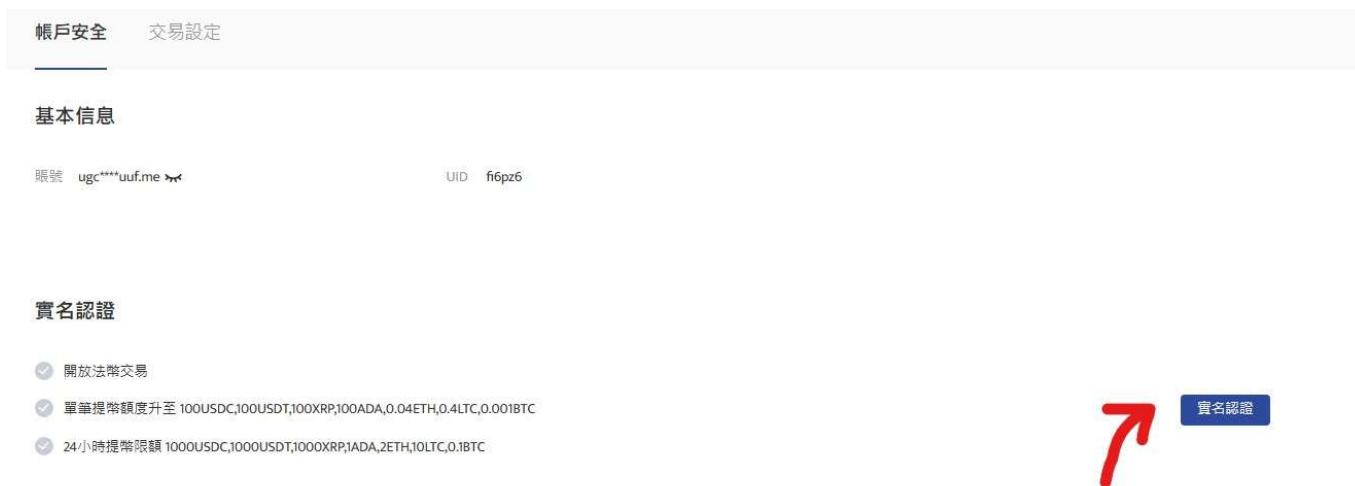 帳戶安全 交易設定
基本信息
賬號 ugc****uuf.me UID fi6pz6
實名認證
開放法幣交易
單筆提幣額度升至 100USDC,100USDT,100XRP,100ADA,0.04ETH,0.4LTC,0.001BTC
實名認證
24小時提幣限額 1000USDC,1000USDT,1000XRP,1ADA,2ETH,10LTC,0.1BTC